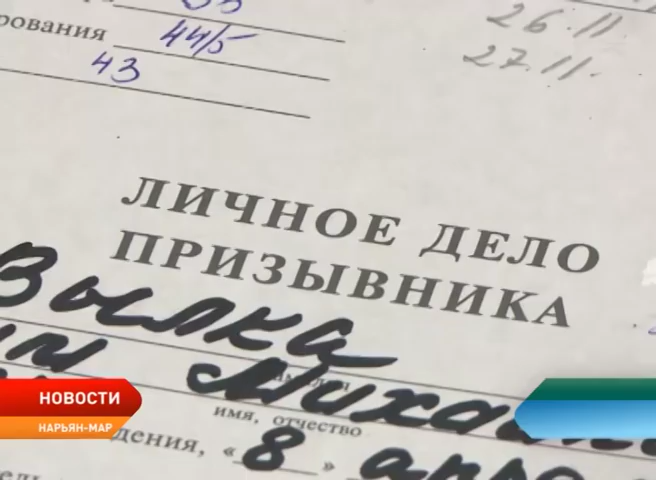 рования 44/5
43
26.11
27.11.
ЛИЧНОЕ ДЕЛО
ПРИЗЫВНИКА
Вылка
имя, отчество
дения, « 8 »
НОВОСТИ
НАРЬЯН-МАР